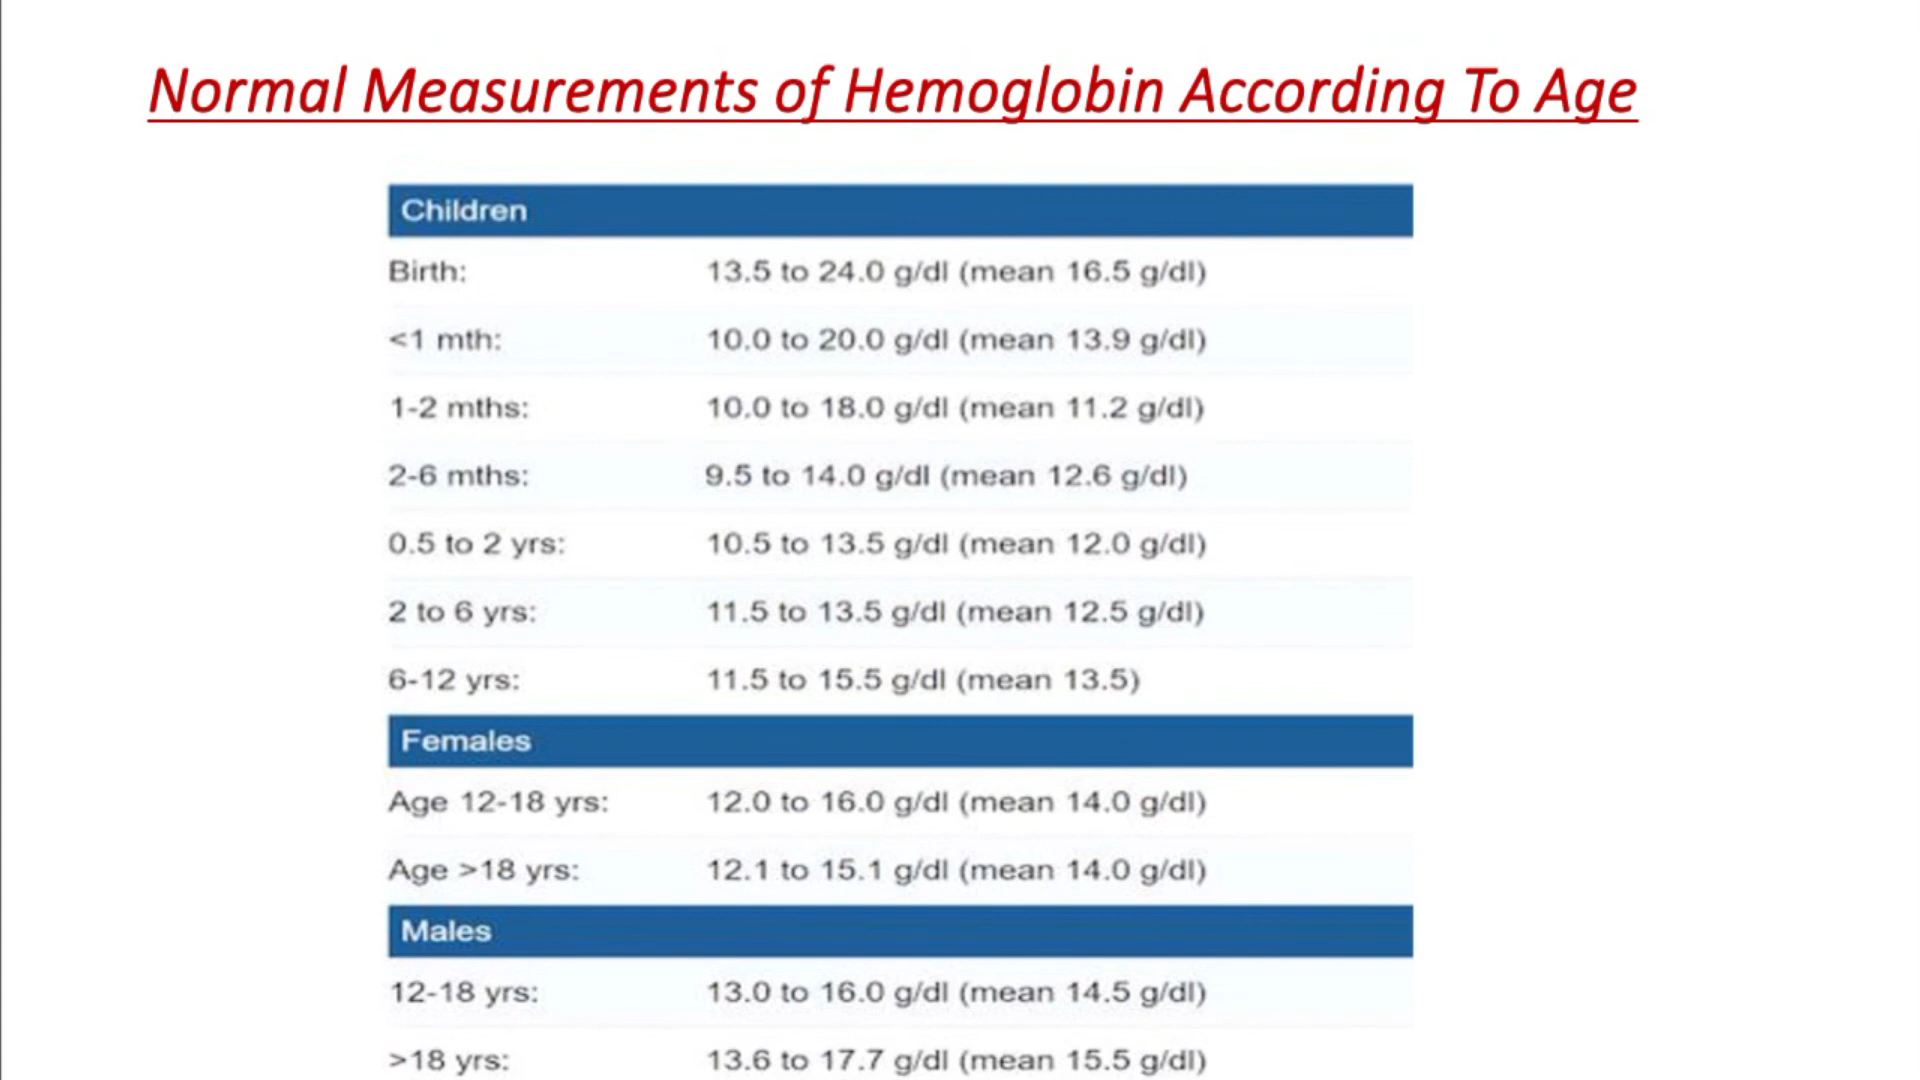 Normal Measurements of Hemoglobin According To Age
Children
Birth: 13.5 to 24.0 g/dl (mean 16.5 g/dl)
<1 mth: 10.0 to 20.0 g/dl (mean 13.9 g/dl)
1-2 mths: 10.0 to 18.0 g/dl (mean 11.2 g/dl)
2-6 mths: 9.5 to 14.0 g/dl (mean 12.6 g/dl)
0.5 to 2 yrs: 10.5 to 13.5 g/dl (mean 12.0 g/dl)
2 to 6 yrs: 11.5 to 13.5 g/dl (mean 12.5 g/dl)
6-12 yrs: 11.5 to 15.5 g/dl (mean 13.5)
Females
Age 12-18 yrs: 12.0 to 16.0 g/dl (mean 14.0 g/dl)
Age >18 yrs: 12.1 to 15.1 g/dl (mean 14.0 g/dl)
Males
12-18 yrs: 13.0 to 16.0 g/dl (mean 14.5 g/dl)
>18 yrs: 13.6 to 17.7 g/dl (mean 15.5 g/dl)